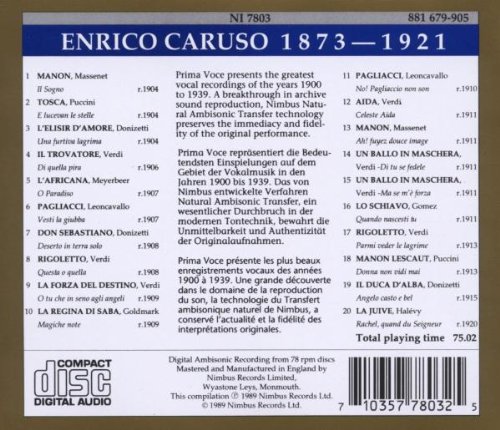 NI 7803
881 679-905
ENRICO CARUSO 1873—1921
1 MANON, Massenet
Il Sogno r.1904
2 TOSCA, Puccini
E lucevan le stelle r.1904
3 L'ELISIR D'AMORE, Donizetti
Una furtiva lagrima r.1904
4 IL TROVATORE, Verdi
Di quella pira r.1906
5 L'AFRICANA, Meyerbeer
O Paradiso r.1907
6 PAGLIACCI, Leoncavallo
Vesti la giubba r.1907
7 DON SEBASTIANO, Donizetti
Deserto in terra solo r.1908
8 RIGOLETTO, Verdi
Questa o quella r.1908
9 LA FORZA DEL DESTINO, Verdi
O tu che in seno agli angeli r.1909
10 LA REGINA DI SABA, Goldmark
Magiche note r.1909
Prima Voce presents the greatest
vocal recordings of the years 1900
to 1939. A breakthrough in archive
sound reproduction, Nimbus Natu-
ral Ambisonic Transfer technology
preserves the immediacy and fidel-
ity of the original performance.
Prima Voce repräsentiert die Bedeu-
tendsten Einspielungen auf dem
Gebiet der Vokalmusik in den
Jahren 1900 bis 1939. Das von
Nimbus entwickelte Verfahren
Natural Ambisonic Transfer, ein
wesentlicher Durchbruch in der
modernen Tontechnik, bewahrt die
Unmittelbarkeit und Authentizität
der Originalaufnahmen.
Prima Voce présente les plus beaux
enregistrements vocaux des années
1900 à 1939. Une grande découverte
dans le domaine de la reproduction
du son, la technologie du Transfert
ambisonique naturel de Nimbus, a
conservé l'actualité et la fidélité des
interprétations originales.
11 PAGLIACCI, Leoncavallo
No! Pagliaccio non son r.1910
12 AIDA, Verdi
Celeste Aida r.1911
13 MANON, Massenet
Ah! fuyez douce image r.1911
14 UN BALLO IN MASCHERA,
Verdi -Di tu se fidele r.1911
15 UN BALLO IN MASCHERA,
Verdi -Ma se m'è forza r.1911
16 LO SCHIAVO, Gomez
Quando nascesti tu r.1911
17 RIGOLETTO, Verdi
Parmi veder le lagrime r.1913
18 MANON LESCAUT, Puccini
Donna non vidi mai r.1913
19 IL DUCA D'ALBA, Donizetti
Angelo casto e bel r.1915
20 LA JUIVE, Halévy
Rachel, quand du Seigneur r.1920
Total playing time 75.02
COMPACT
disc
DIGITAL AUDIO
Digital Ambisonic Recording from 78 rpm discs
Mastered and Manufactured in England by
Nimbus Records Limited,
Wyastone Leys, Monmouth.
This compilation Ⓟ 1989 Nimbus Records Ltd.
© 1989 Nimbus Records Ltd.
7 10357 78032 5